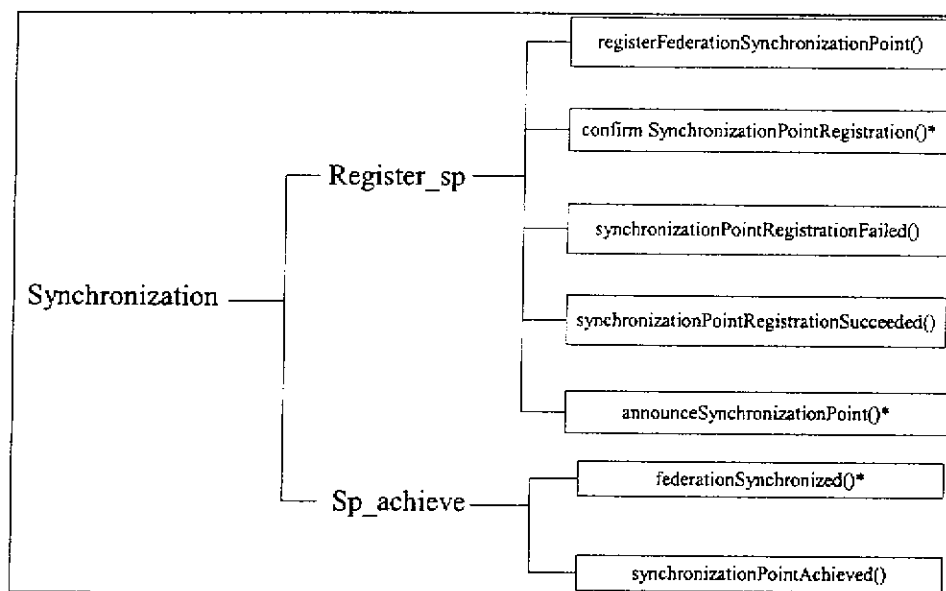 registerFederationSynchronizationPoint()
confirm SynchronizationPointRegistration()*
Register_sp
synchronizationPointRegistrationFailed()
Synchronization
synchronizationPointRegistrationSucceeded()
announceSynchronizationPoint()*
federationSynchronized()*
Sp_achieve
synchronizationPointAchieved()